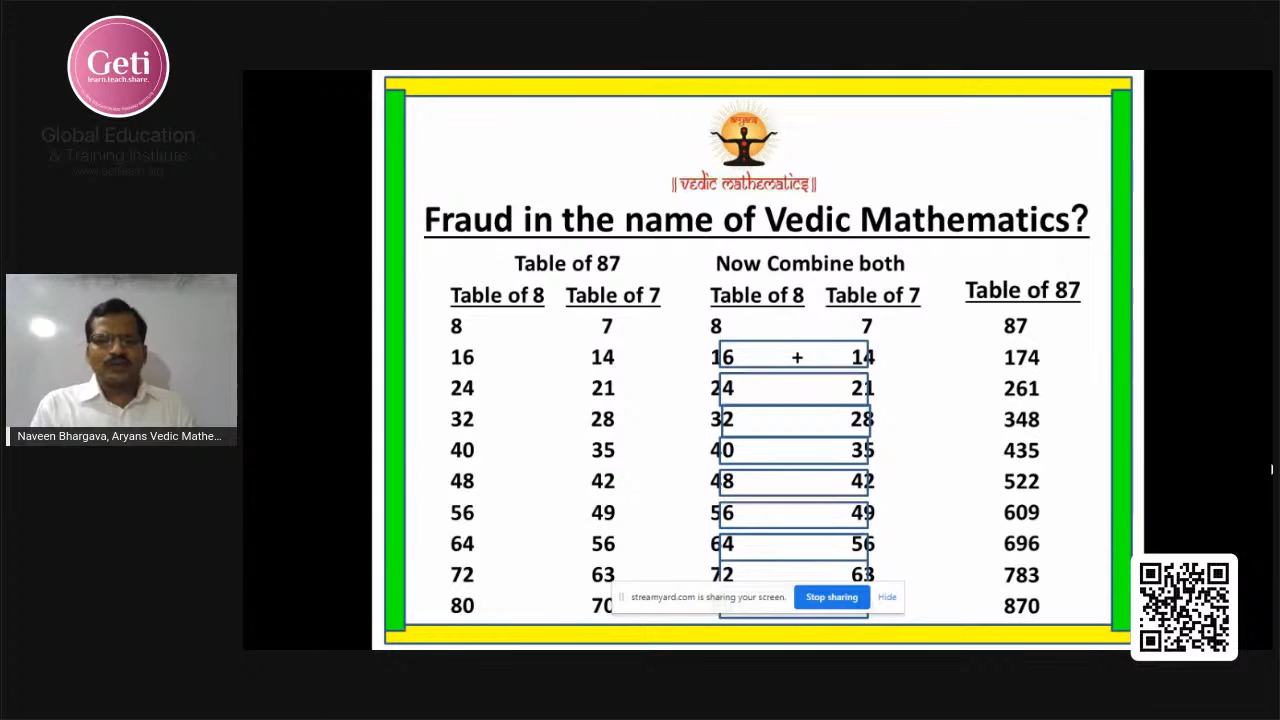 Geti
learn.teach.share.
Global Education
& Training Institute
aryans
|| vedic mathematics ||
Fraud in the name of Vedic Mathematics?
Table of 87 Now Combine both
Table of 8 Table of 7 Table of 8 Table of 7 Table of 87
8 7 8 7 87
16 14 16 + 14 174
24 21 24 21 261
32 28 32 28 348
40 35 40 35 435
48 42 48 42 522
56 49 56 49 609
64 56 64 56 696
72 63 72 63 783
80 70 870
streamyard.com is sharing your screen. Stop sharing Hide
Naveen Bhargava, Aryans Vedic Mathe...